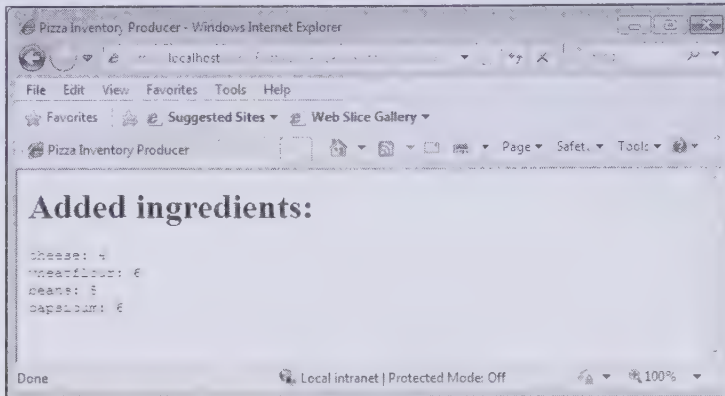 Pizza Inventory Producer - Windows Internet Explorer
localhost
File Edit View Favorites Tools Help
Favorites Suggested Sites Web Slice Gallery
Pizza Inventory Producer Page Safety Tools
Added ingredients:
cheese: 4
wheatflour: 6
beans:
capsicum: 6
Done Local intranet | Protected Mode: Off 100%